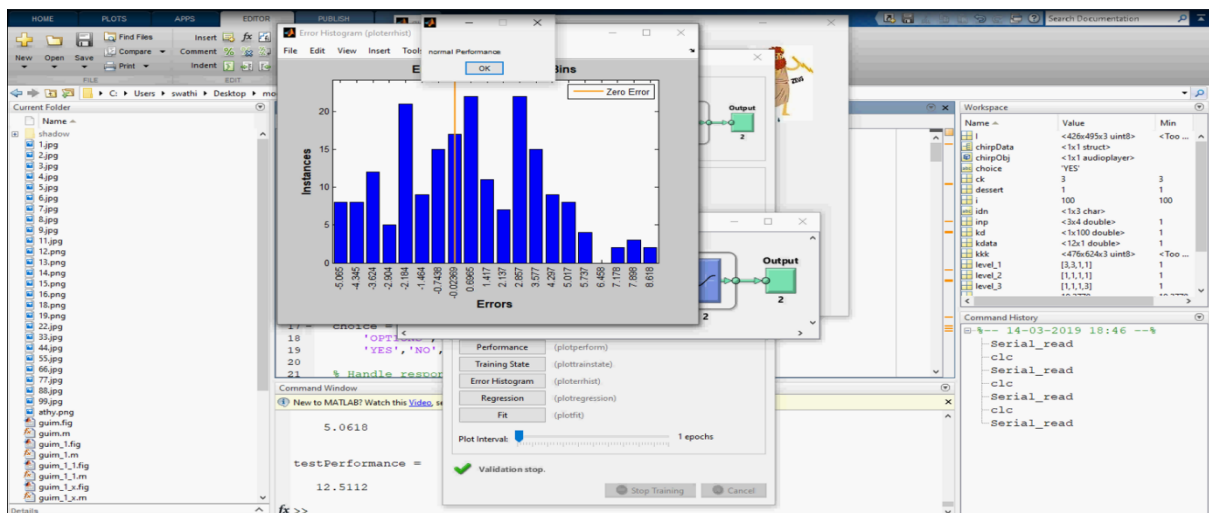 HOME PLOTS APPS EDITOR PUBLISH
Search Documentation
New Open Save
Find Files
Compare
Print
Insert
Comment
Indent
FILE
EDIT
C: Users swathi Desktop
Current Folder
Name
shadow
1.jpg
2.jpg
3.jpg
4.jpg
5.jpg
6.jpg
7.jpg
8.jpg
9.jpg
11.jpg
12.png
13.png
14.png
15.png
16.png
18.png
19.png
22.jpg
33.jpg
44.jpg
55.jpg
66.jpg
77.jpg
88.jpg
99.jpg
athy.png
guim.fig
guim.m
guim_1.fig
guim_1.m
guim_1_1.fig
guim_1_1.m
guim_1_x.fig
guim_1_x.m
Details
Error Histogram (ploterrhist)
File Edit View Insert
normal Performance
OK
Bins
Zero Error
Instances
20
15
10
5
0
-5.065
-4.345
-3.624
-2.904
-2.184
-1.464
-0.7438
-0.02369
0.6965
1.417
2.137
2.857
3.577
4.297
5.017
5.737
6.458
7.178
7.898
8.618
Errors
ZEUS
Output
2
Output
2
2
17 choice =
18
19 'YES','NO',
20
21 % Handle
Performance (plotperform)
Training State (plottrainstate)
Error Histogram (ploterrhist)
Regression (plotregression)
Fit (plotfit)
Plot Interval: 1 epochs
Validation stop.
Stop Training Cancel
Command Window
New to MATLAB? Watch this Video,
5.0618
testPerformance =
12.5112
fx >>
Workspace
Name Value Min
I <426x495x3 uint8> <Too ...
chirpData <1x1 struct>
chirpObj <1x1 audioplayer>
choice 'YES'
ck 3 3
dessert 1 1
i 100 100
idn <1x3 char>
inp <3x4 double> 1
kd <1x100 double> 1
kdata <12x1 double> 1
kkk <476x624x3 uint8> <Too ...
level_1 [3,3,1,1] 1
level_2 [1,1,1,1] 1
level_3 [1,1,1,3] 1
Command History
%-- 14-03-2019 18:46 --%
Serial_read
clc
Serial_read
clc
Serial_read
clc
Serial_read